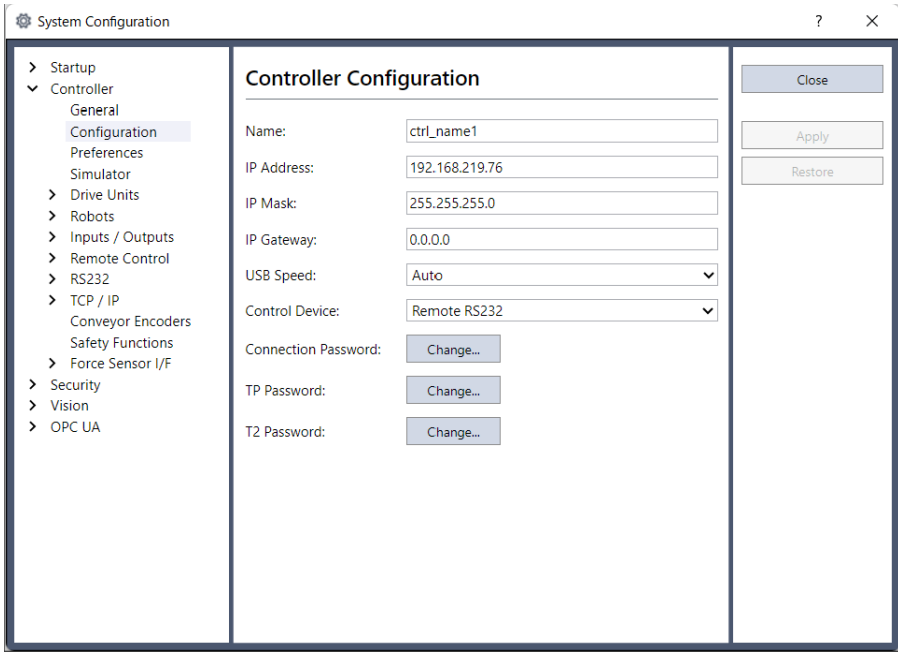 System Configuration
?
Startup
Controller
General
Configuration
Preferences
Simulator
Drive Units
Robots
Inputs / Outputs
Remote Control
RS232
TCP / IP
Conveyor Encoders
Safety Functions
Force Sensor I/F
Security
Vision
OPC UA
Controller Configuration
Name: ctrl_name1
IP Address: 192.168.219.76
IP Mask: 255.255.255.0
IP Gateway: 0.0.0.0
USB Speed: Auto
Control Device: Remote RS232
Connection Password: Change...
TP Password: Change...
T2 Password: Change...
Close
Apply
Restore